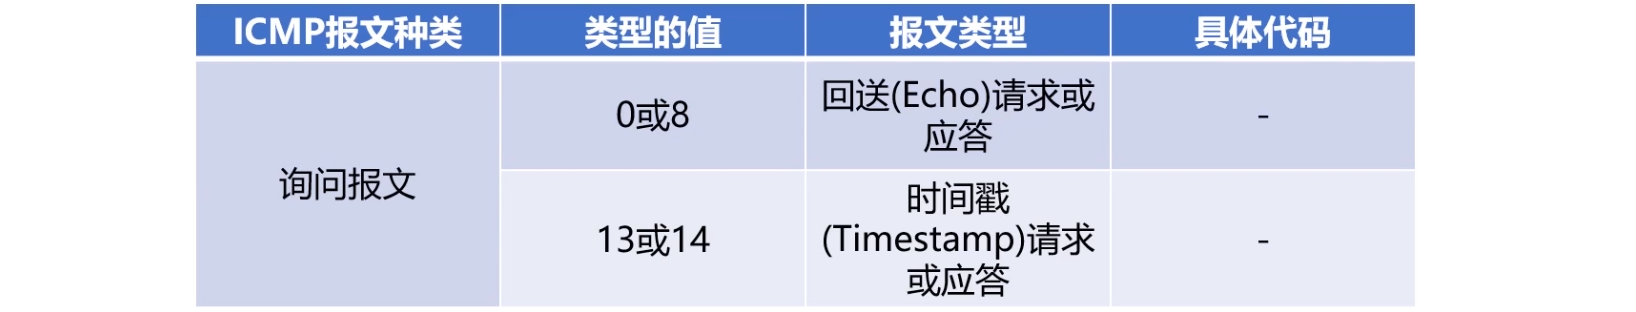 ICMP报文种类 类型的值 报文类型 具体代码
询问报文
0或8
回送(Echo)请求或
应答
-
13或14
时间戳
(Timestamp)请求
或应答
-